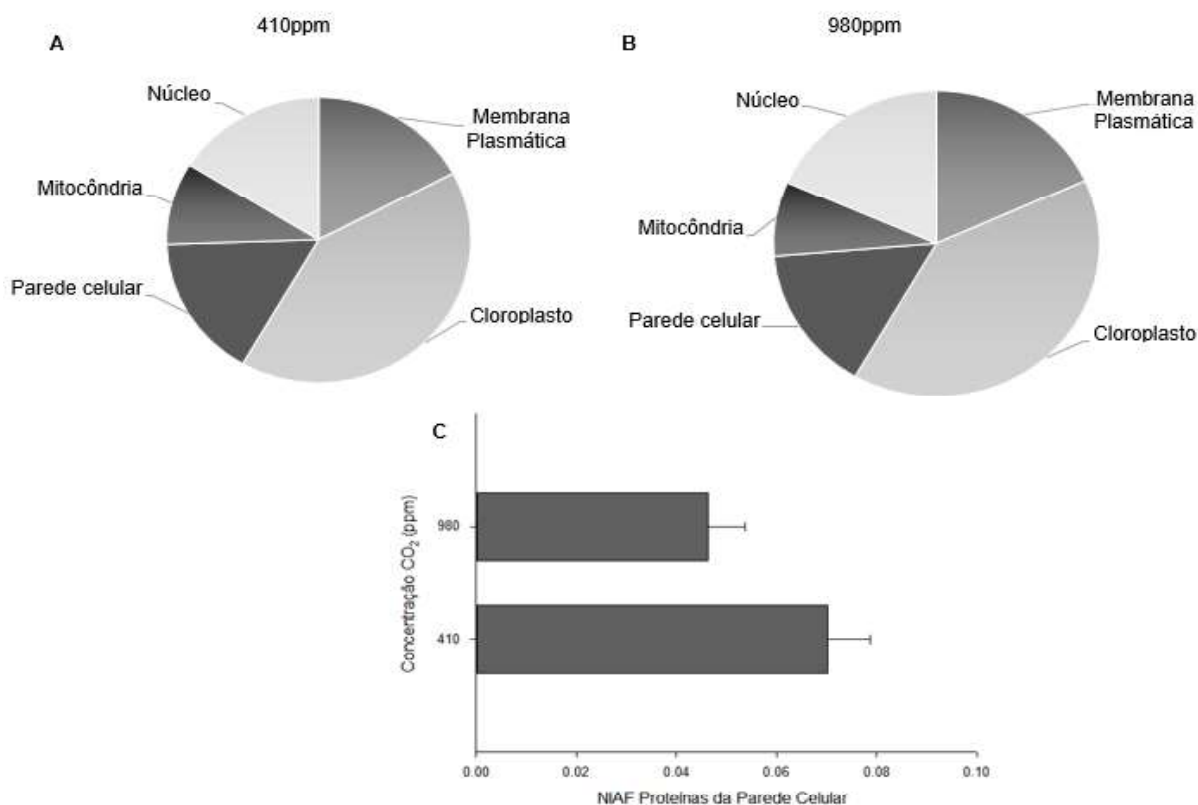 A
410ppm
Núcleo
Membrana
Plasmática
Mitocôndria
Parede celular
Cloroplasto
B
980ppm
Núcleo
Membrana
Plasmática
Mitocôndria
Parede celular
Cloroplasto
C
Concentração CO₂ (ppm)
980
410
0.00 0.02 0.04 0.06 0.08 0.10
NIAF Proteínas da Parede Celular